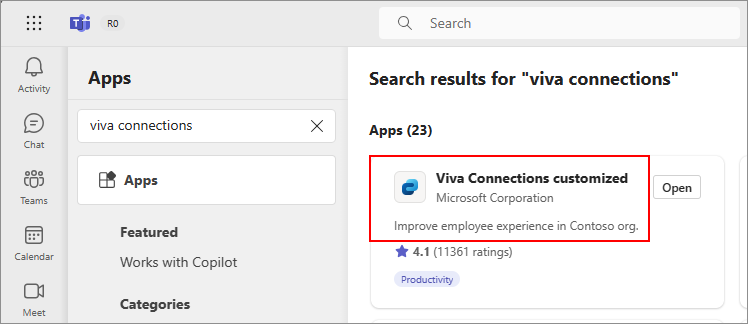 R0
Search
Activity
Chat
Teams
Calendar
Meet
Apps
viva connections
Apps
Featured
Works with Copilot
Categories
Search results for "viva connections"
Apps (23)
Viva Connections customized
Microsoft Corporation
Open
Improve employee experience in Contoso org.
4.1 (11361 ratings)
Productivity